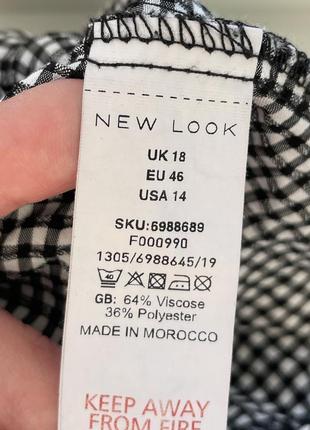 NEW LOOK
UK 18
EU 46
USA 14
SKU:6988689
F000990
1305/6988645/19
40
GB: 64% Viscose
36% Polyester
MADE IN MOROCCO
KEEP AWAY
FROM FIRE